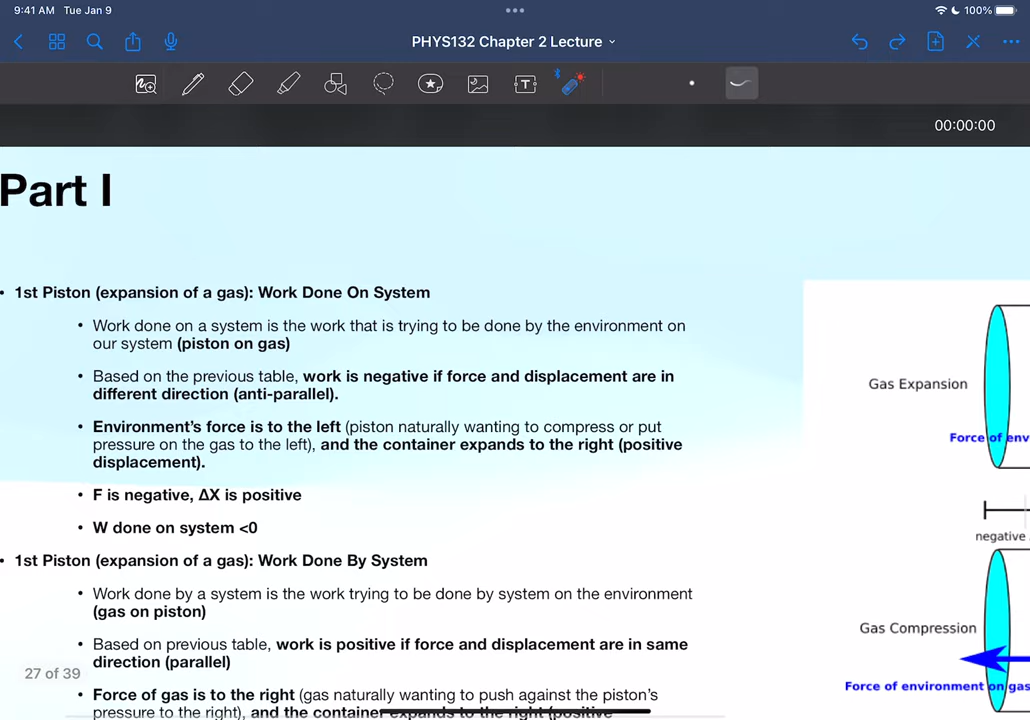 9:41 AM Tue Jan 9
100%
PHYS132 Chapter 2 Lecture
00:00:00
Part I
• 1st Piston (expansion of a gas): Work Done On System
• Work done on a system is the work that is trying to be done by the environment on
our system (piston on gas)
• Based on the previous table, work is negative if force and displacement are in
different direction (anti-parallel).
• Environment's force is to the left (piston naturally wanting to compress or put
pressure on the gas to the left), and the container expands to the right (positive
displacement).
• F is negative, ΔX is positive
• W done on system <0
• 1st Piston (expansion of a gas): Work Done By System
• Work done by a system is the work trying to be done by system on the environment
(gas on piston)
• Based on previous table, work is positive if force and displacement are in same
direction (parallel)
27 of 39
• Force of gas is to the right (gas naturally wanting to push against the piston's
pressure to the right), and the container expands to the right (positive
Gas Expansion
Force of env
negative
Gas Compression
Force of environment on gas